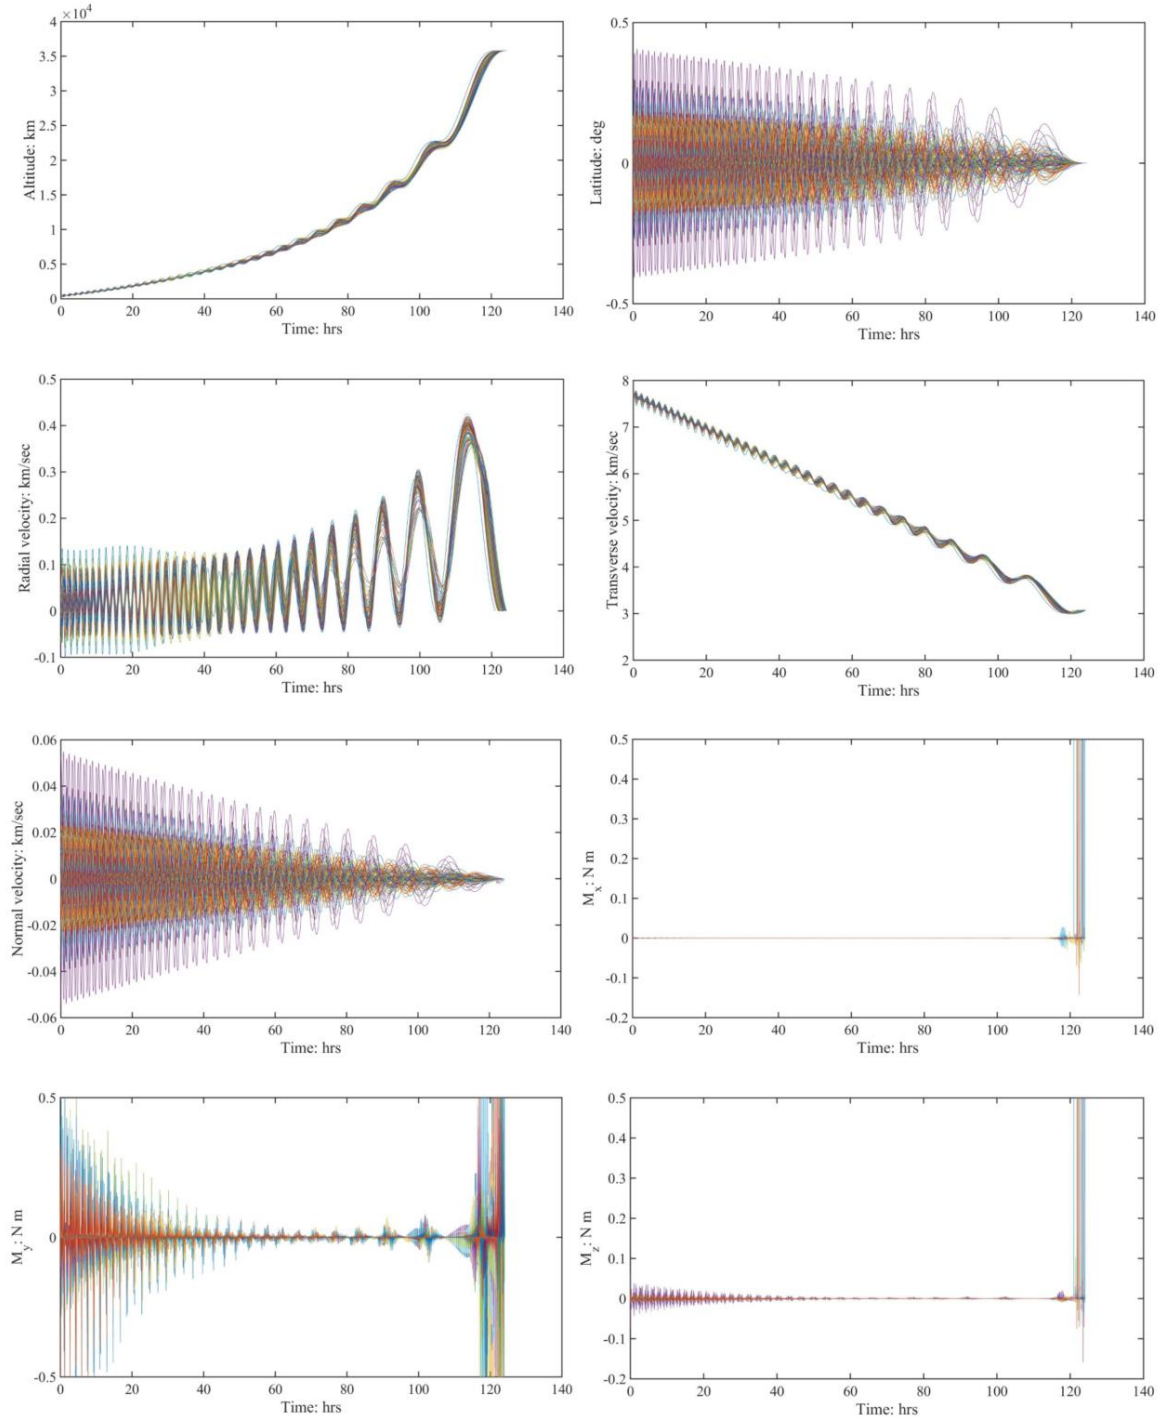 ×10⁴
4
3.5
3
2.5
2
1.5
1
0.5
0
0 20 40 60 80 100 120 140
Altitude: km
Time: hrs
0.5
0
-0.5
0 20 40 60 80 100 120 140
Latitude: deg
Time: hrs
0.5
0.4
0.3
0.2
0.1
0
-0.1
0 20 40 60 80 100 120 140
Radial velocity: km/sec
Time: hrs
8
7
6
5
4
3
2
0 20 40 60 80 100 120 140
Transverse velocity: km/sec
Time: hrs
0.06
0.04
0.02
0
-0.02
-0.04
-0.06
0 20 40 60 80 100 120 140
Normal velocity: km/sec
Time: hrs
0.5
0.4
0.3
0.2
0.1
0
-0.1
-0.2
0 20 40 60 80 100 120 140
Mₓ: N m
Time: hrs
0.5
0
-0.5
0 20 40 60 80 100 120 140
M_y: N m
Time: hrs
0.5
0.4
0.3
0.2
0.1
0
-0.1
-0.2
0 20 40 60 80 100 120 140
M_z: N m
Time: hrs